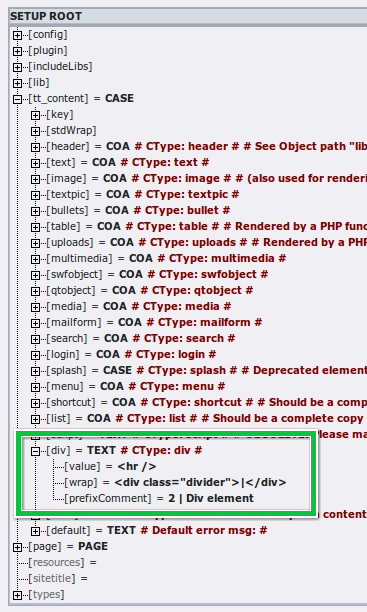 SETUP ROOT
[config]
[plugin]
[includeLibs]
[lib]
[tt_content] = CASE
[key]
[stdWrap]
[header] = COA # CType: header # # See Object path "lib
[text] = COA # CType: text #
[image] = COA # CType: image # # (also used for renderi
[textpic] = COA # CType: textpic #
[bullets] = COA # CType: bullet #
[table] = COA # CType: table # # Rendered by a PHP func
[uploads] = COA # CType: uploads # # Rendered by a PHP
[multimedia] = COA # CType: multimedia #
[swfobject] = COA # CType: swfobject #
[qtobject] = COA # CType: qtobject #
[media] = COA # CType: media #
[mailform] = COA # CType: mailform #
[search] = COA # CType: search #
[login] = COA # CType: login #
[splash] = CASE # CType: splash # # Deprecated element
[menu] = COA # CType: menu #
[shortcut] = COA # CType: shortcut # # Should be a comp
[list] = COA # CType: list # # Should be a complete copy
Please ma
[div] = TEXT # CType: div #
[value] = <hr />
[wrap] = <div class="divider">|</div>
[prefixComment] = 2 | Div element
content
[default] = TEXT # Default error msg: #
[page] = PAGE
[resources] =
[sitetitle] =
[types]